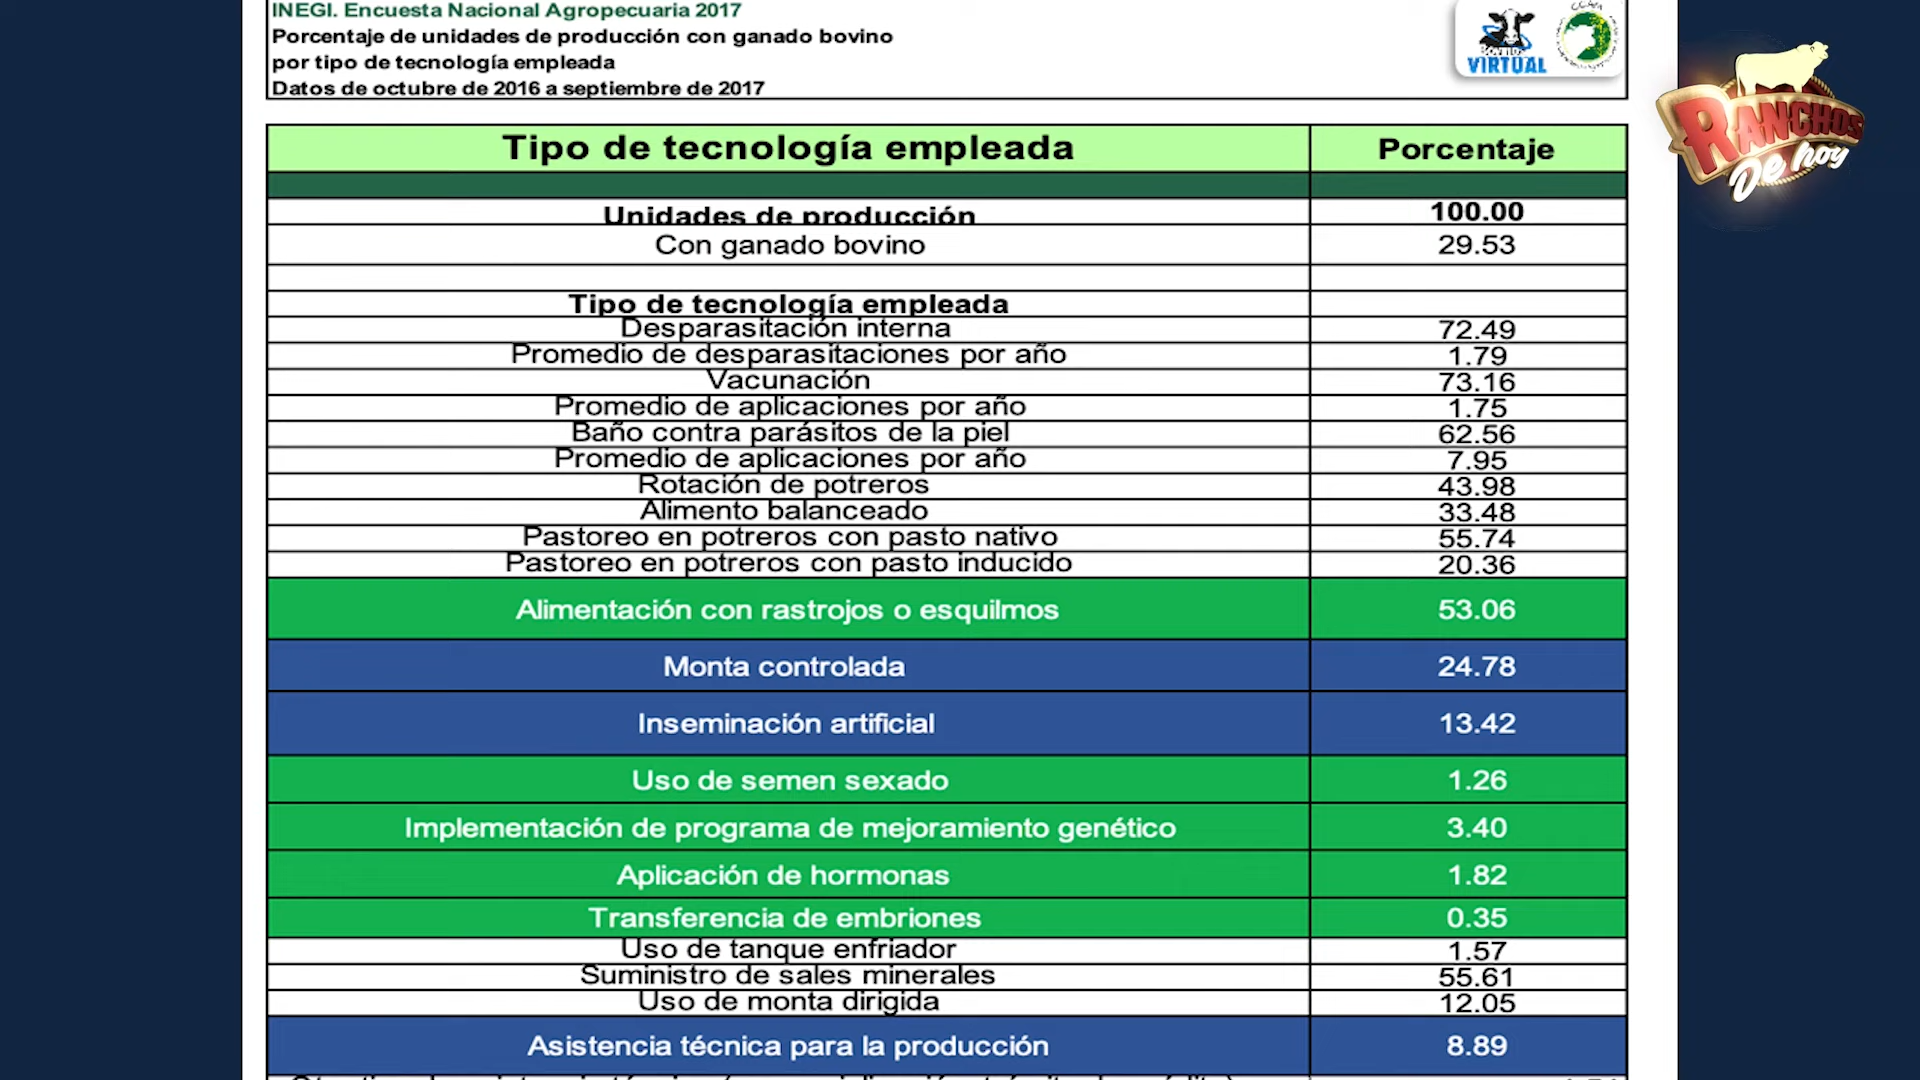 INEGI. Encuesta Nacional Agropecuaria 2017
Porcentaje de unidades de producción con ganado bovino
por tipo de tecnología empleada
Datos de octubre de 2016 a septiembre de 2017
Bovinos
VIRTUAL
RANCHOS
De hoy
Tipo de tecnología empleada Porcentaje
Unidades de producción 100.00
Con ganado bovino 29.53
Tipo de tecnología empleada
Desparasitación interna 72.49
Promedio de desparasitaciones por año 1.79
Vacunación 73.16
Promedio de aplicaciones por año 1.75
Baño contra parásitos de la piel 62.56
Promedio de aplicaciones por año 7.95
Rotación de potreros 43.98
Alimento balanceado 33.48
Pastoreo en potreros con pasto nativo 55.74
Pastoreo en potreros con pasto inducido 20.36
Alimentación con rastrojos o esquilmos 53.06
Monta controlada 24.78
Inseminación artificial 13.42
Uso de semen sexado 1.26
Implementación de programa de mejoramiento genético 3.40
Aplicación de hormonas 1.82
Transferencia de embriones 0.35
Uso de tanque enfriador 1.57
Suministro de sales minerales 55.61
Uso de monta dirigida 12.05
Asistencia técnica para la producción 8.89